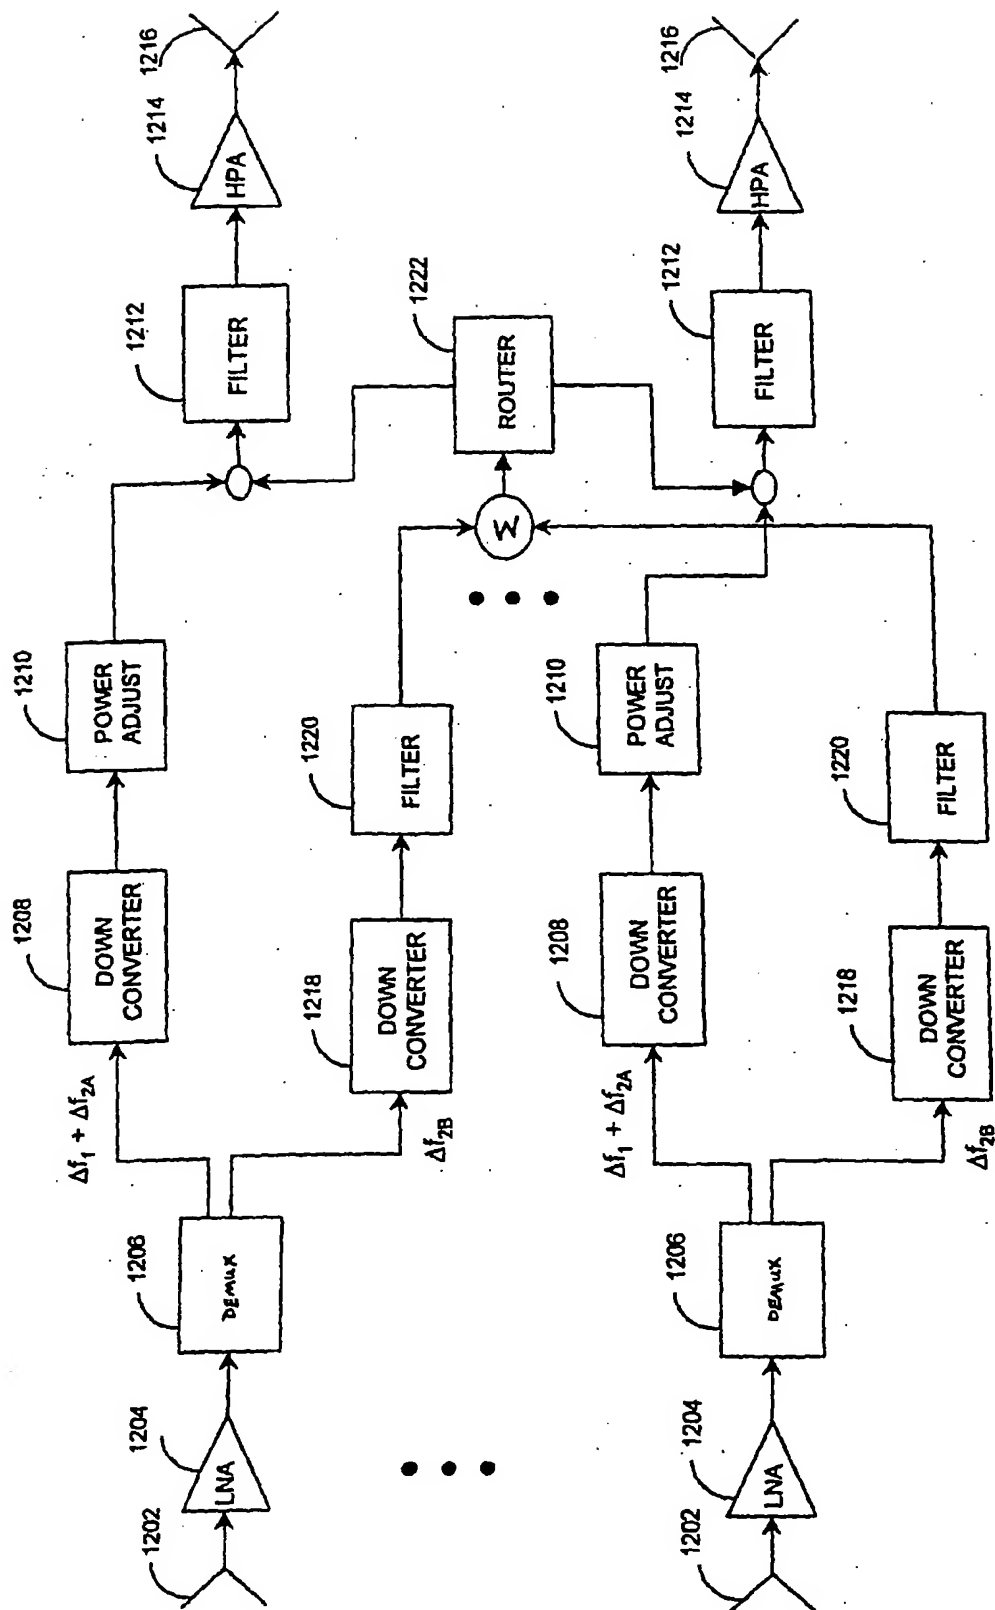 1202
LNA
1204
DEMUX
1206
Δf₁ + Δf₂A
DOWN
CONVERTER
1208
POWER
ADJUST
1210
FILTER
1212
HPA
1214
1216
Δf₂B
DOWN
CONVERTER
1218
FILTER
1220
Σ
ROUTER
1222
1202
LNA
1204
DEMUX
1206
Δf₁ + Δf₂A
DOWN
CONVERTER
1208
POWER
ADJUST
1210
FILTER
1212
HPA
1214
1216
Δf₂B
DOWN
CONVERTER
1218
FILTER
1220